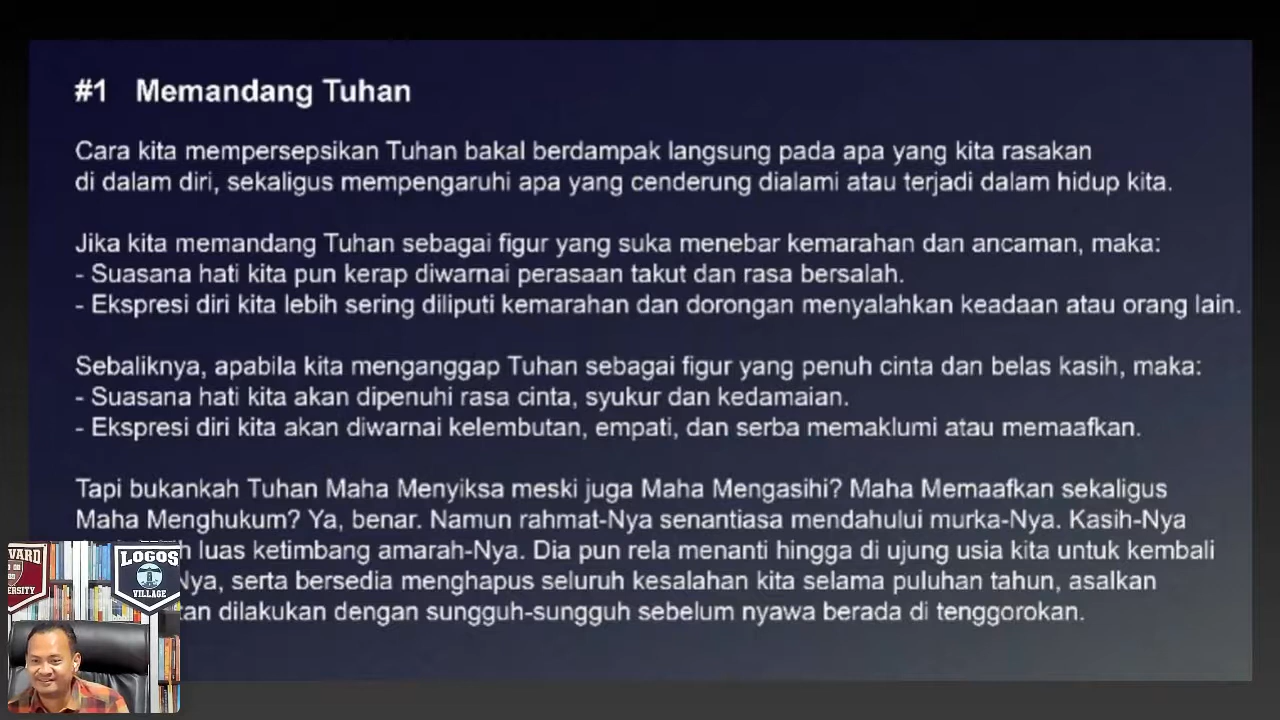 #1 Memandang Tuhan
Cara kita mempersepsikan Tuhan bakal berdampak langsung pada apa yang kita rasakan
di dalam diri, sekaligus mempengaruhi apa yang cenderung dialami atau terjadi dalam hidup kita.
Jika kita memandang Tuhan sebagai figur yang suka menebar kemarahan dan ancaman, maka:
- Suasana hati kita pun kerap diwarnai perasaan takut dan rasa bersalah.
- Ekspresi diri kita lebih sering diliputi kemarahan dan dorongan menyalahkan keadaan atau orang lain.
Sebaliknya, apabila kita menganggap Tuhan sebagai figur yang penuh cinta dan belas kasih, maka:
- Suasana hati kita akan dipenuhi rasa cinta, syukur dan kedamaian.
- Ekspresi diri kita akan diwarnai kelembutan, empati, dan serba memaklumi atau memaafkan.
Tapi bukankah Tuhan Maha Menyiksa meski juga Maha Mengasihi? Maha Memaafkan sekaligus
Maha Menghukum? Ya, benar. Namun rahmat-Nya senantiasa mendahului murka-Nya. Kasih-Nya
luas ketimbang amarah-Nya. Dia pun rela menanti hingga di ujung usia kita untuk kembali
Nya, serta bersedia menghapus seluruh kesalahan kita selama puluhan tahun, asalkan
dilakukan dengan sungguh-sungguh sebelum nyawa berada di tenggorokan.
LOGOS
VILLAGE